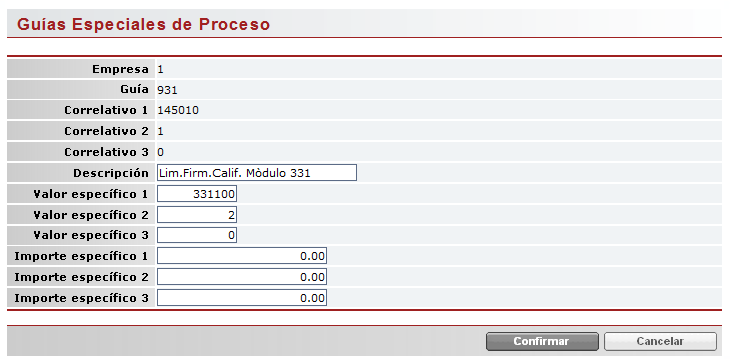 Guías Especiales de Proceso
Empresa 1
Guía 931
Correlativo 1 145010
Correlativo 2 1
Correlativo 3 0
Descripción Lim.Firm.Calif. Mòdulo 331
Valor específico 1 331100
Valor específico 2 2
Valor específico 3 0
Importe específico 1 0.00
Importe específico 2 0.00
Importe específico 3 0.00
Confirmar Cancelar